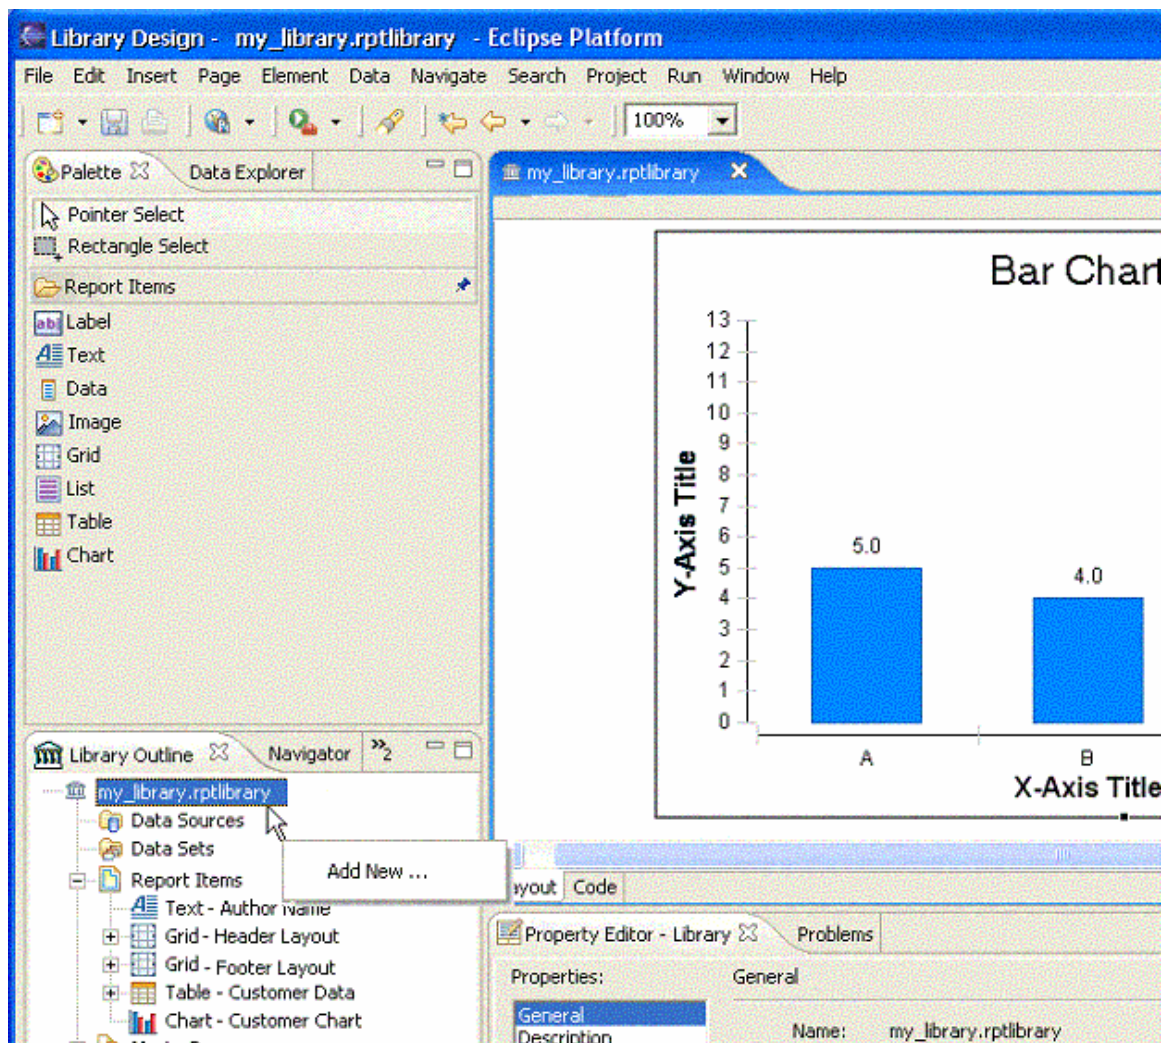 Library Design - my_library.rptlibrary - Eclipse Platform
File Edit Insert Page Element Data Navigate Search Project Run Window Help
100%
Palette Data Explorer
Pointer Select
Rectangle Select
Report Items
ab Label
A Text
Data
Image
Grid
List
Table
Chart
my_library.rptlibrary
Bar Chart
13
12
11
10
9
8
7
6
5
4
3
2
1
0
Y-Axis Title
5.0
4.0
A B
X-Axis Title
Layout Code
Library Outline Navigator »2
my_library.rptlibrary
Data Sources
Data Sets
Add New ...
Report Items
A Text - Author Name
Grid - Header Layout
Grid - Footer Layout
Table - Customer Data
Chart - Customer Chart
Property Editor - Library Problems
Properties: General
General
Description
Name: my_library.rptlibrary